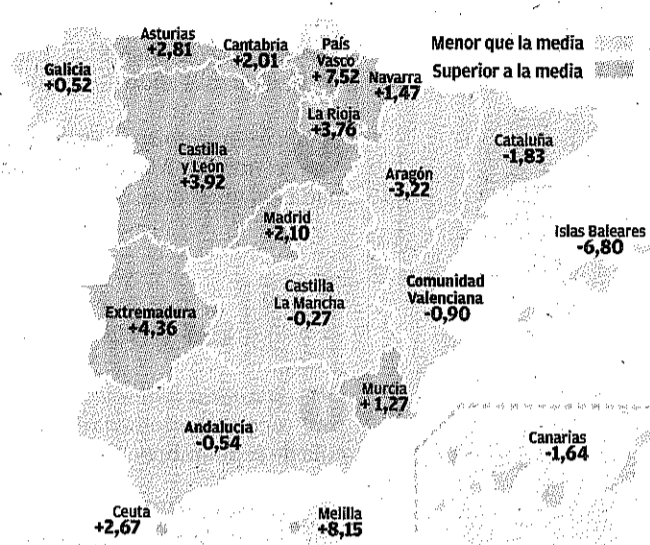 Asturias
+2,81
Cantabria
+2,01
País
Vasco
+ 7,52
Menor que la media
Superior a la media
Galicia
+0,52
Navarra
+1,47
La Rioja
+3,76
Cataluña
-1,83
Castilla
y León
+3,92
Aragón
-3,22
Madrid
+2,10
Islas Baleares
-6,80
Castilla
La Mancha
-0,27
Comunidad
Valenciana
-0,90
Extremadura
+4,36
Murcia
+ 1,27
Andalucía
-0,54
Canarias
-1,64
Ceuta
+2,67
Melilla
+8,15